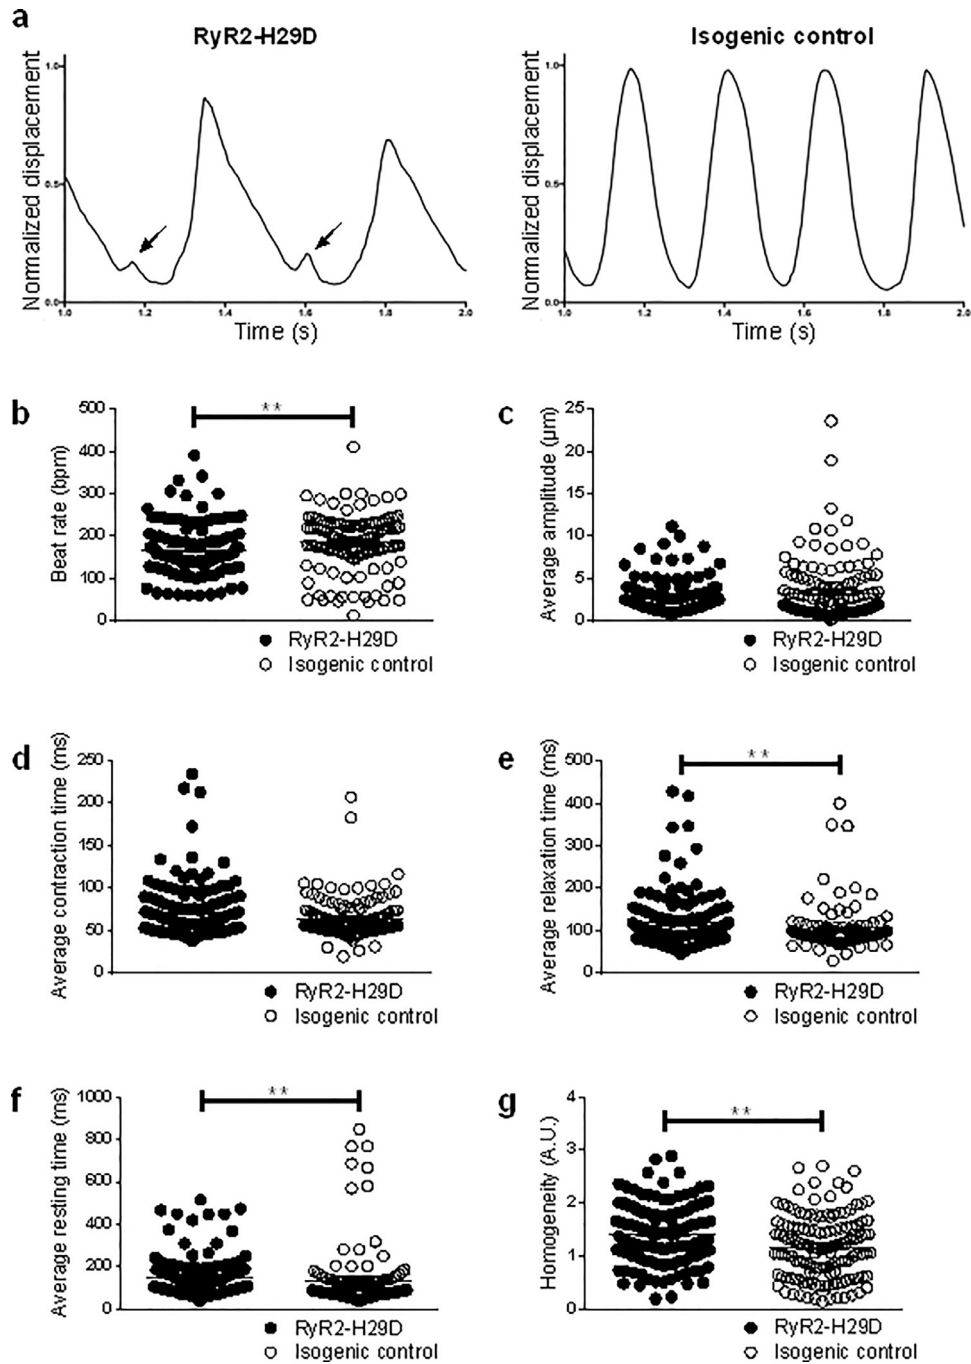 a
RyR2-H29D
Isogenic control
Normalized displacement
1.0
0.5
0.0
1.0 1.2 1.4 1.6 1.8 2.0
Time (s)
Normalized displacement
1.0
0.5
0.0
1.0 1.2 1.4 1.6 1.8 2.0
Time (s)
b
Beat rate (bpm)
500
400
300
200
100
0
**
RyR2-H29D
Isogenic control
c
Average amplitude (µm)
25
20
15
10
5
0
RyR2-H29D
Isogenic control
d
Average contraction time (ms)
250
200
150
100
50
0
RyR2-H29D
Isogenic control
e
Average relaxation time (ms)
500
400
300
200
100
0
**
RyR2-H29D
Isogenic control
f
Average resting time (ms)
1000
800
600
400
200
0
**
RyR2-H29D
Isogenic control
g
Homogeneity (A.U.)
4
3
2
1
0
**
RyR2-H29D
Isogenic control